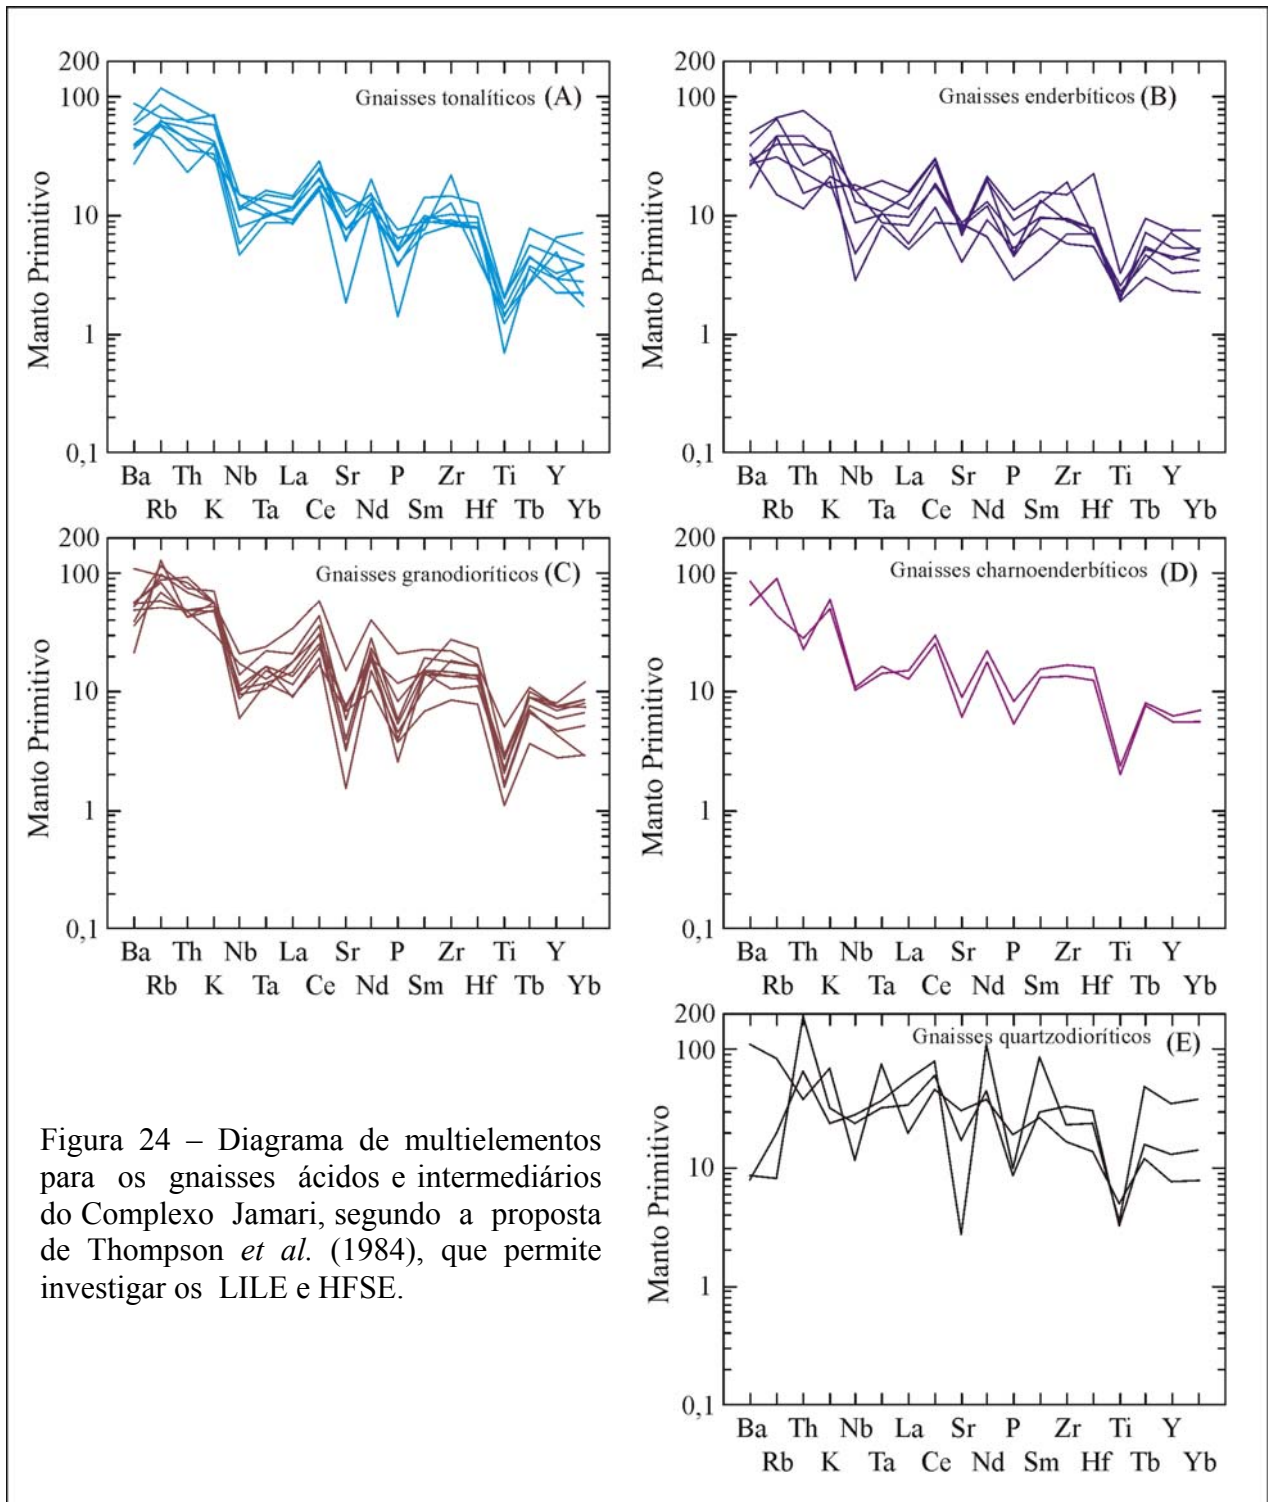 200
100
10
1
0,1
Manto Primitivo
Gnaisses tonalíticos (A)
Ba Th Nb La Sr P Zr Ti Y
Rb K Ta Ce Nd Sm Hf Tb Yb
200
100
10
1
0,1
Manto Primitivo
Gnaisses enderbíticos (B)
Ba Th Nb La Sr P Zr Ti Y
Rb K Ta Ce Nd Sm Hf Tb Yb
200
100
10
1
0,1
Manto Primitivo
Gnaisses granodioríticos (C)
Ba Th Nb La Sr P Zr Ti Y
Rb K Ta Ce Nd Sm Hf Tb Yb
200
100
10
1
0,1
Manto Primitivo
Gnaisses charnoenderbíticos (D)
Ba Th Nb La Sr P Zr Ti Y
Rb K Ta Ce Nd Sm Hf Tb Yb
200
100
10
1
0,1
Manto Primitivo
Gnaisses quartzodioríticos (E)
Ba Th Nb La Sr P Zr Ti Y
Rb K Ta Ce Nd Sm Hf Tb Yb
Figura 24 – Diagrama de multielementos
para os gnaisses ácidos e intermediários
do Complexo Jamari, segundo a proposta
de Thompson et al. (1984), que permite
investigar os LILE e HFSE.